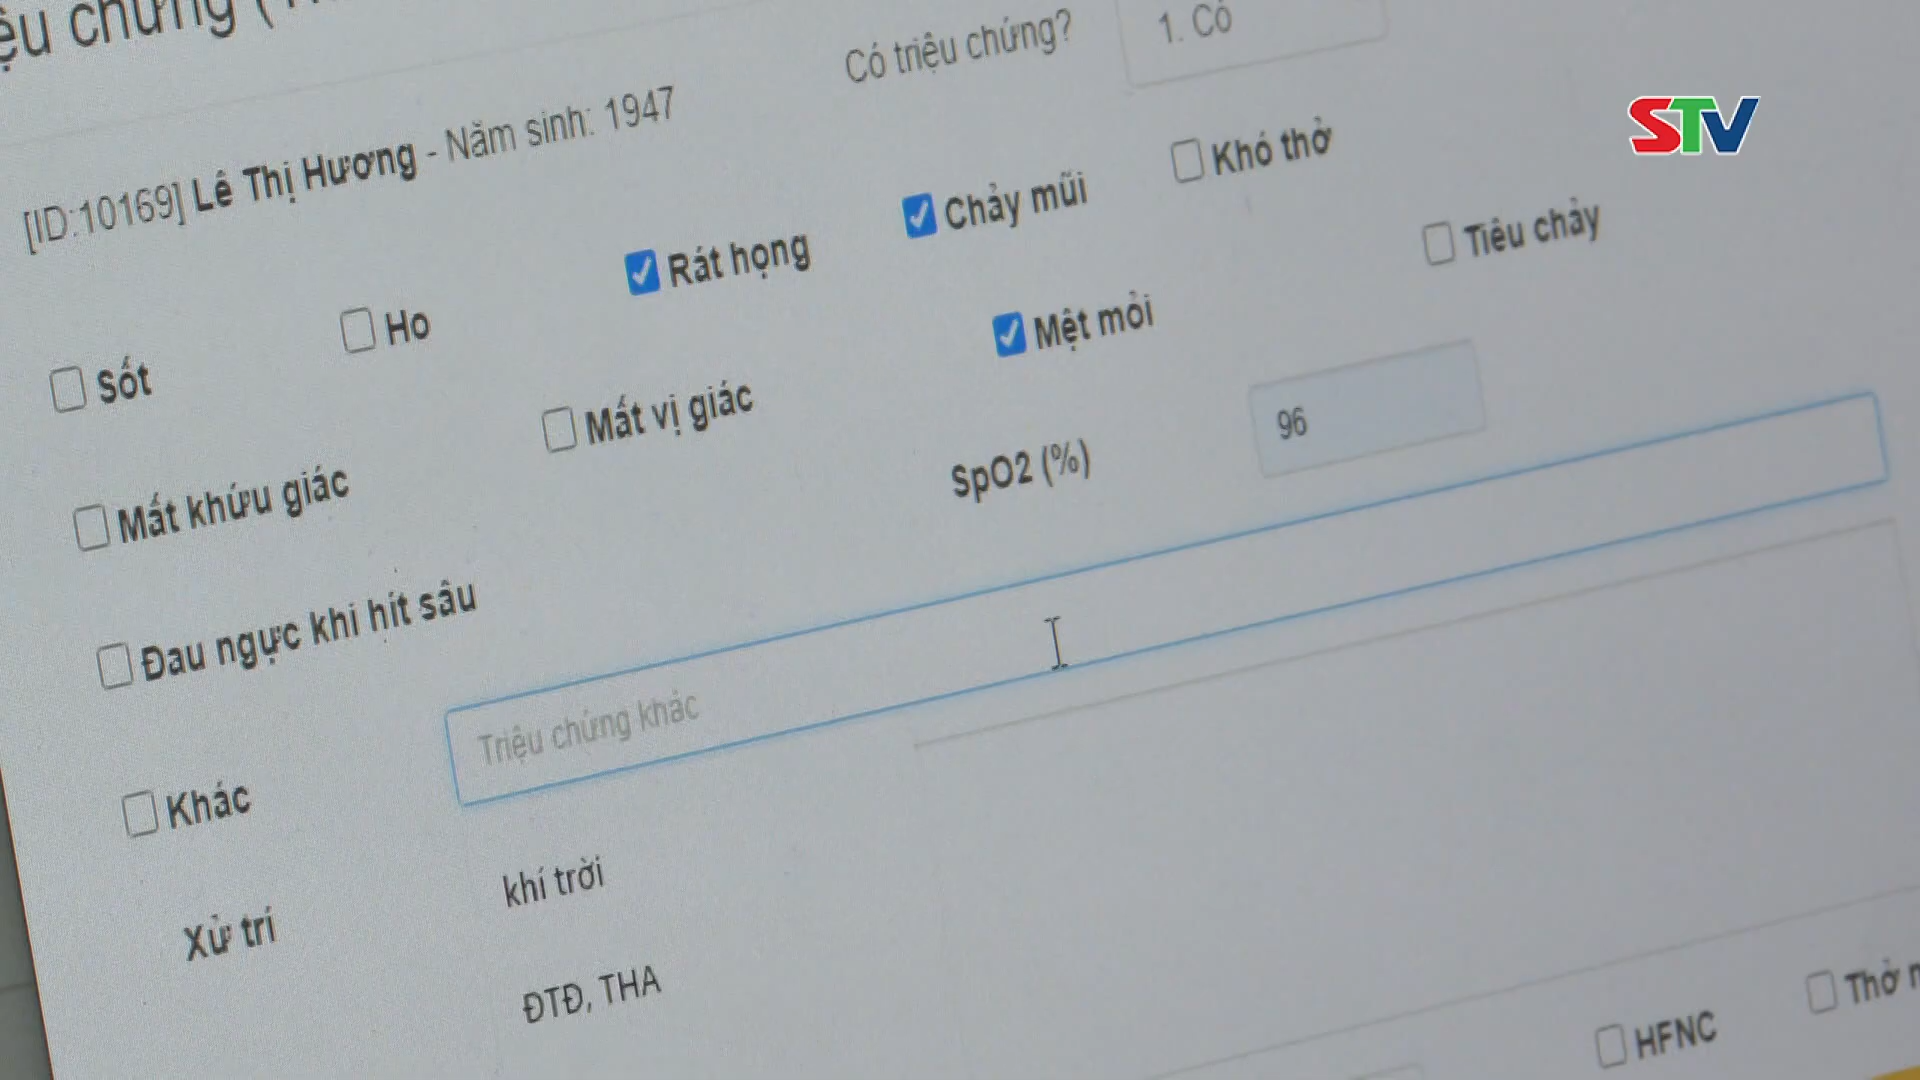 ệu chứng (
Có triệu chứng? 1. Có
STV
[ID:10169] Lê Thị Hương - Năm sinh: 1947
Sốt Ho Rát họng Chảy mũi Khó thở
Mất khứu giác Mất vị giác Mệt mỏi Tiêu chảy
Đau ngực khi hít sâu SpO2 (%) 96
Khác Triệu chứng khác
Xử trí khí trời
ĐTĐ, THA
HFNC Thở